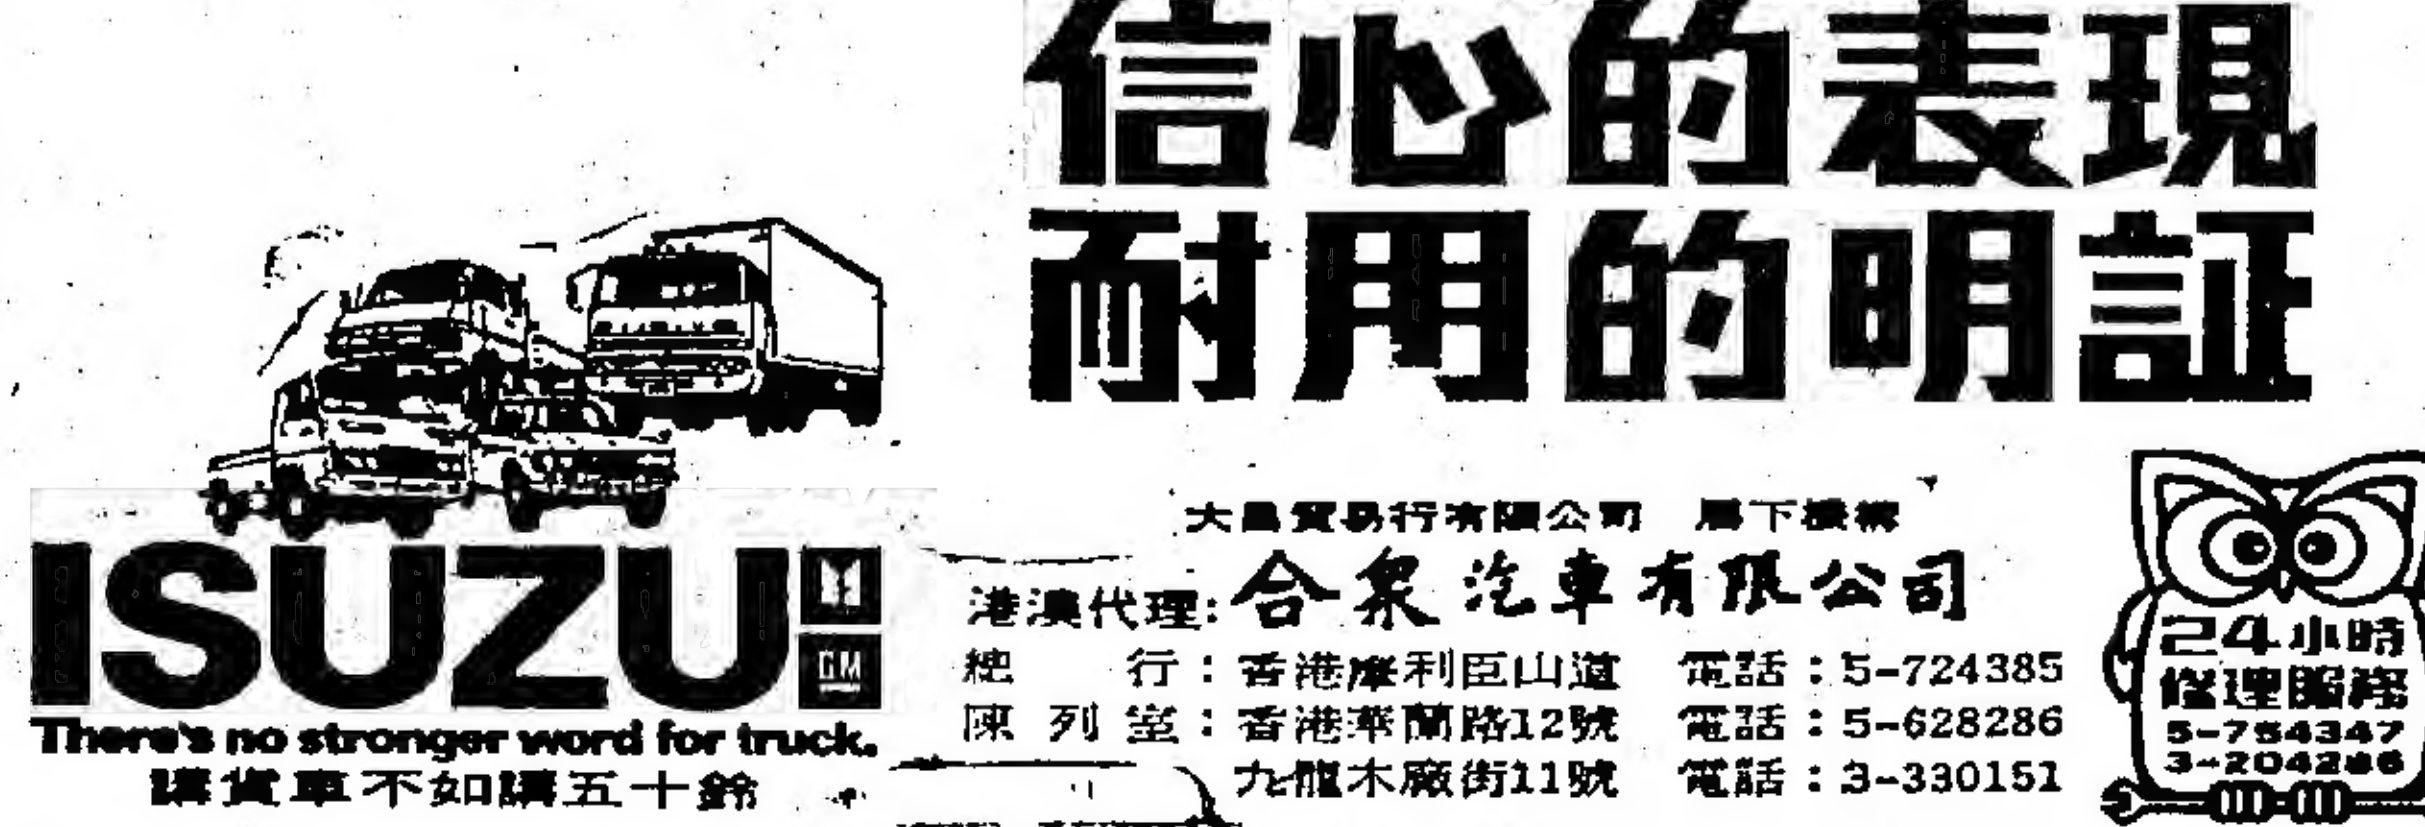 信心的表現
耐用的明証
ISUZU
GM
There's no stronger word for truck.
講貨車不如講五十鈴
大昌貿易行有限公司 屬下機構
港澳代理:合衆汽車有限公司
總行:香港摩利臣山道 電話:5-724385
陳列室:香港華蘭路12號 電話:5-628286
九龍木廠街11號 電話:3-330151
24小時
修理服務
5-754347
3-204286